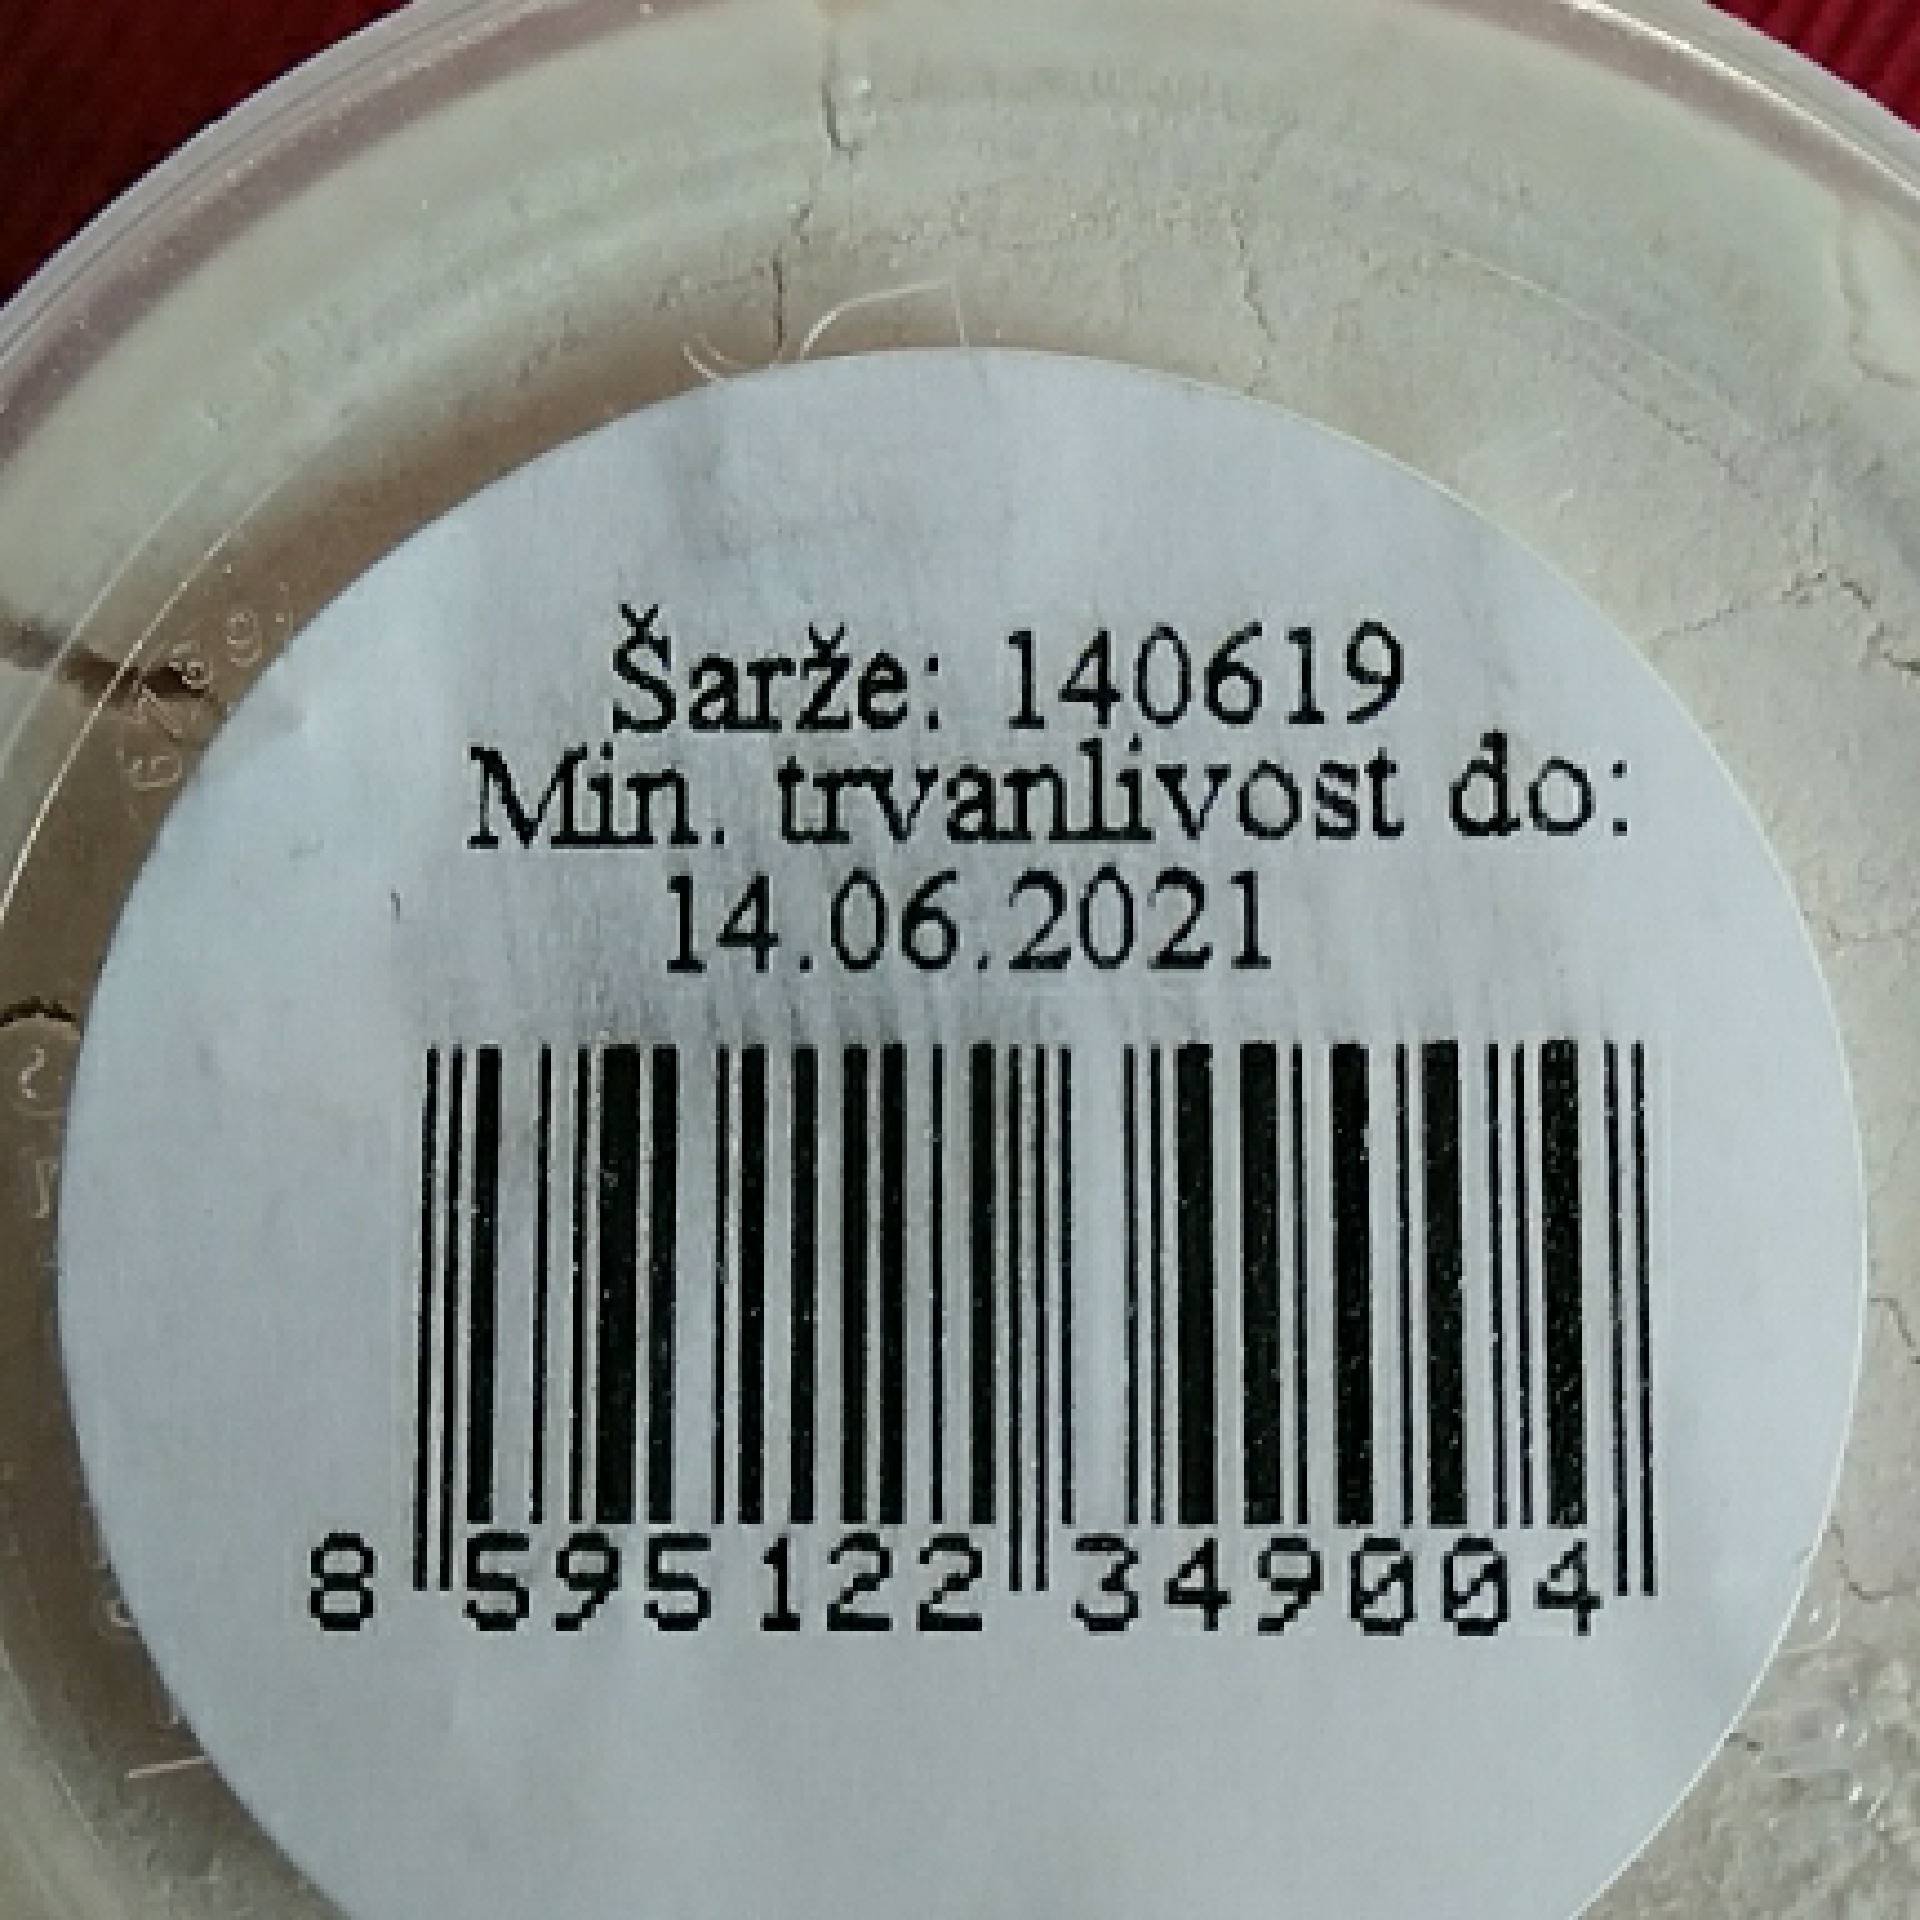 Šarže: 140619
Min. trvanlivost do:
14.06.2021
8 595122 349004